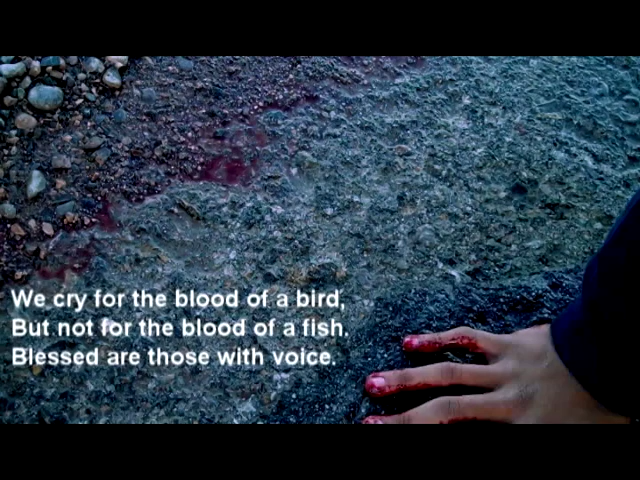 We cry for the blood of a bird,
But not for the blood of a fish.
Blessed are those with voice.